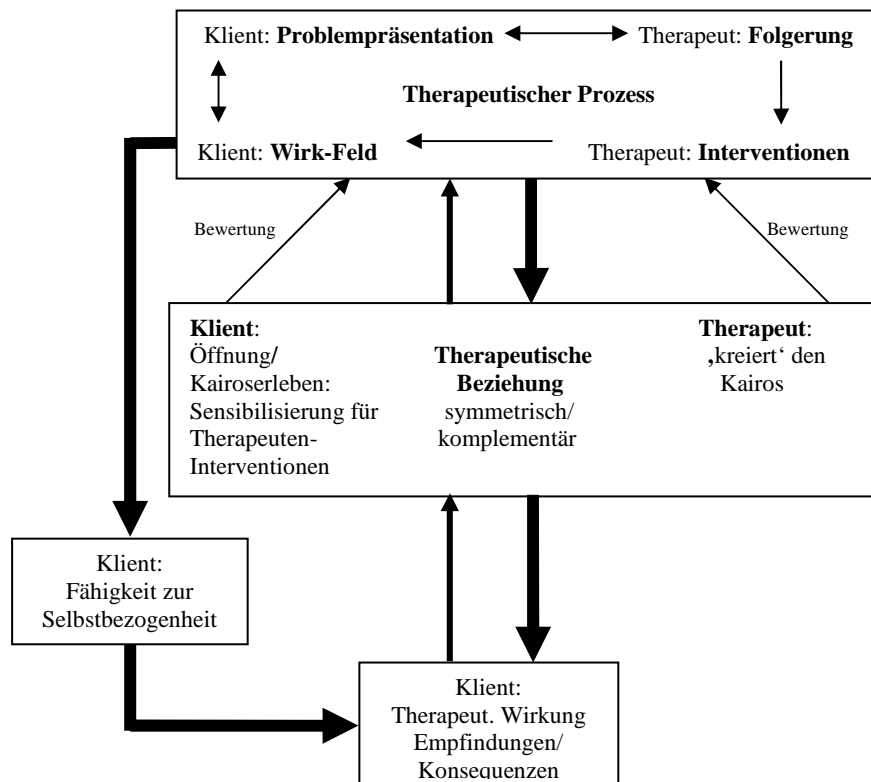 Klient: Problempräsentation
Therapeut: Folgerung
Therapeutischer Prozess
Klient: Wirk-Feld
Therapeut: Interventionen
Bewertung
Bewertung
Klient:
Öffnung/
Kairoserleben:
Sensibilisierung für
Therapeuten-
Interventionen
Therapeutische
Beziehung
symmetrisch/
komplementär
Therapeut:
‚kreiert‘ den
Kairos
Klient:
Fähigkeit zur
Selbstbezogenheit
Klient:
Therapeut. Wirkung
Empfindungen/
Konsequenzen